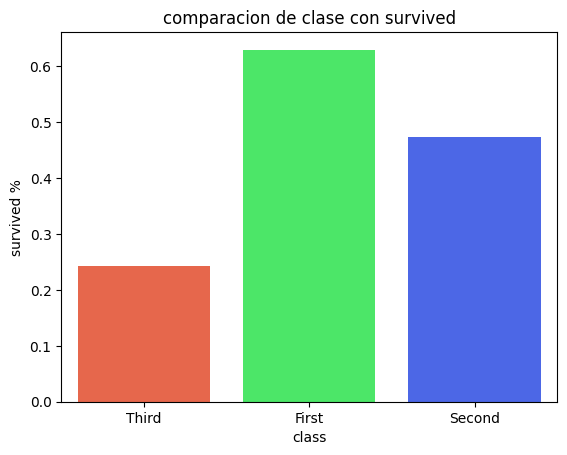 comparacion de clase con survived
survived %
0.6
0.5
0.4
0.3
0.2
0.1
0.0
Third First Second
class